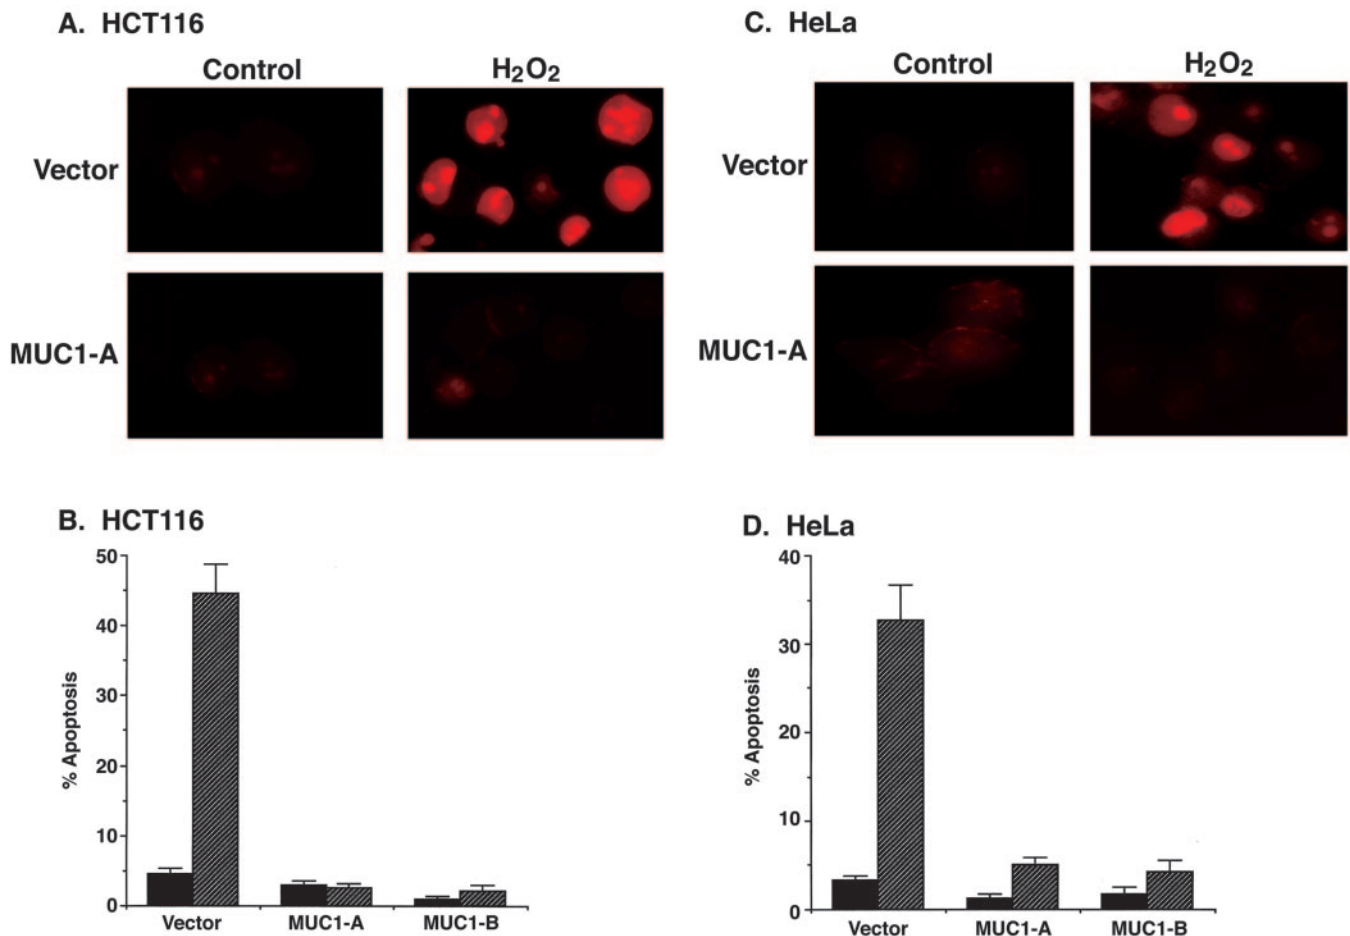 A. HCT116
Control
H₂O₂
Vector
MUC1-A
C. HeLa
Control
H₂O₂
Vector
MUC1-A
B. HCT116
% Apoptosis
50
40
30
20
10
0
Vector
MUC1-A
MUC1-B
D. HeLa
% Apoptosis
40
30
20
10
0
Vector
MUC1-A
MUC1-B